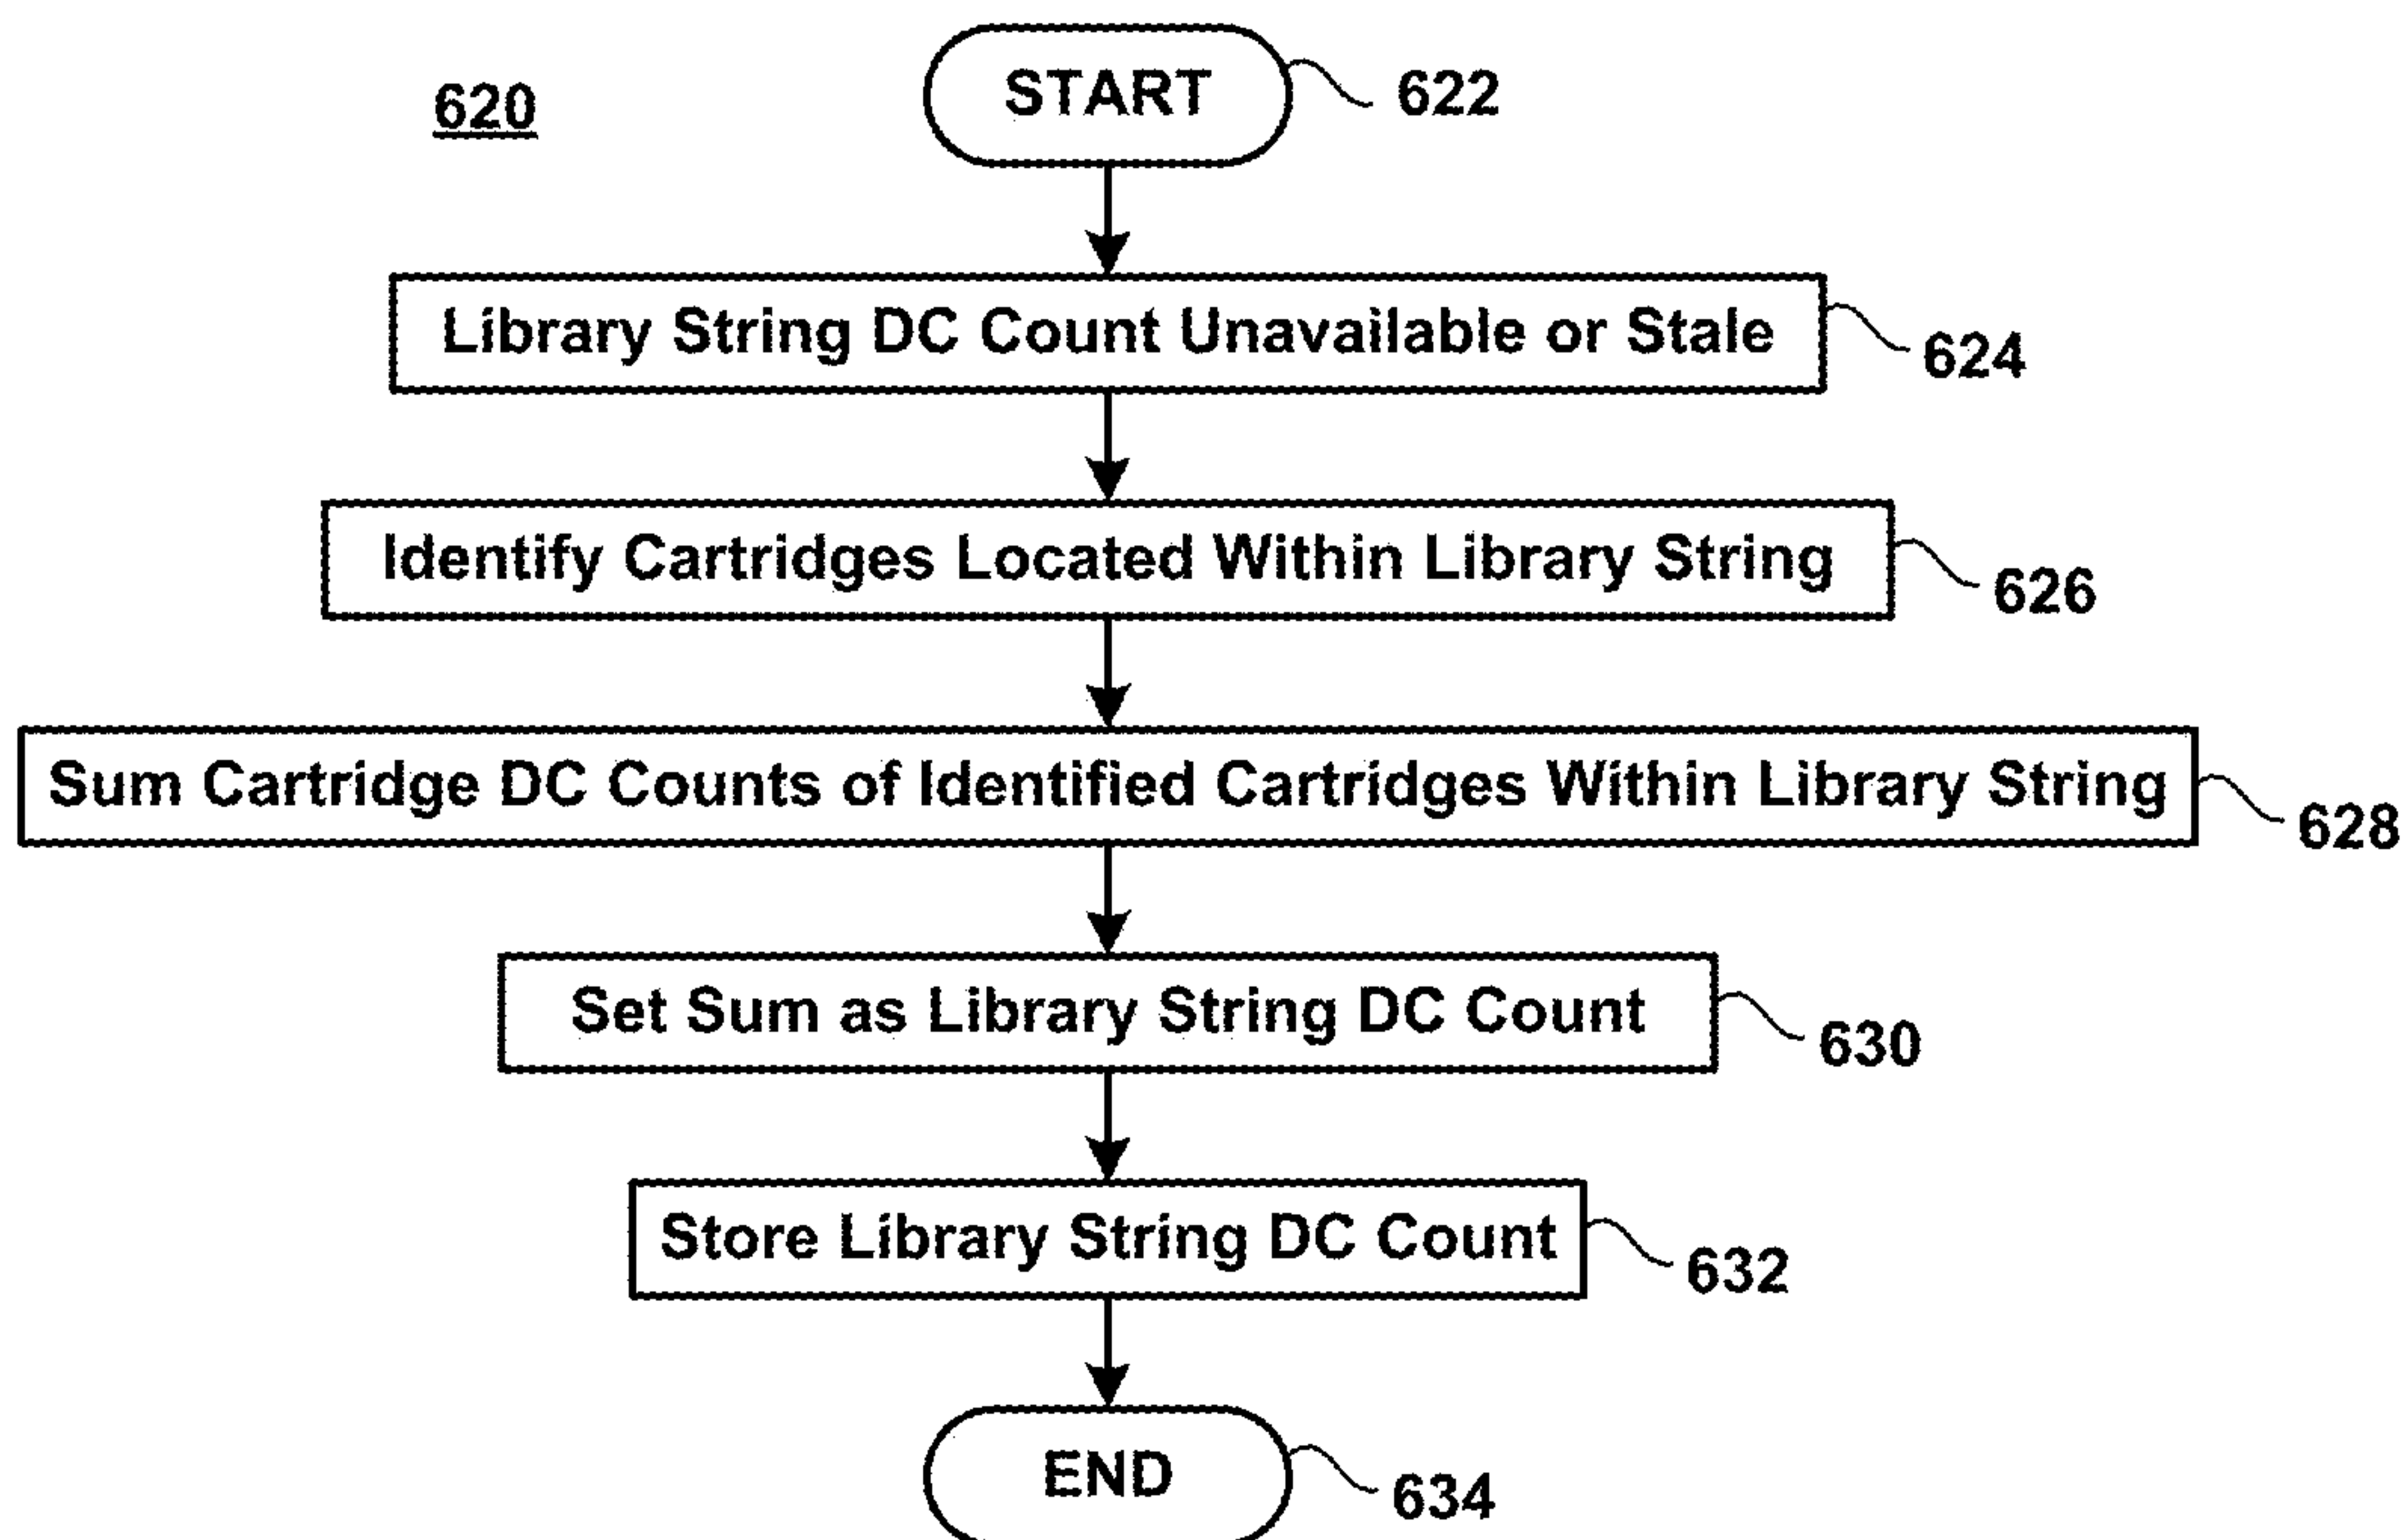 620
START
622
Library String DC Count Unavailable or Stale
624
Identify Cartridges Located Within Library String
626
Sum Cartridge DC Counts of Identified Cartridges Within Library String
628
Set Sum as Library String DC Count
630
Store Library String DC Count
632
END
634